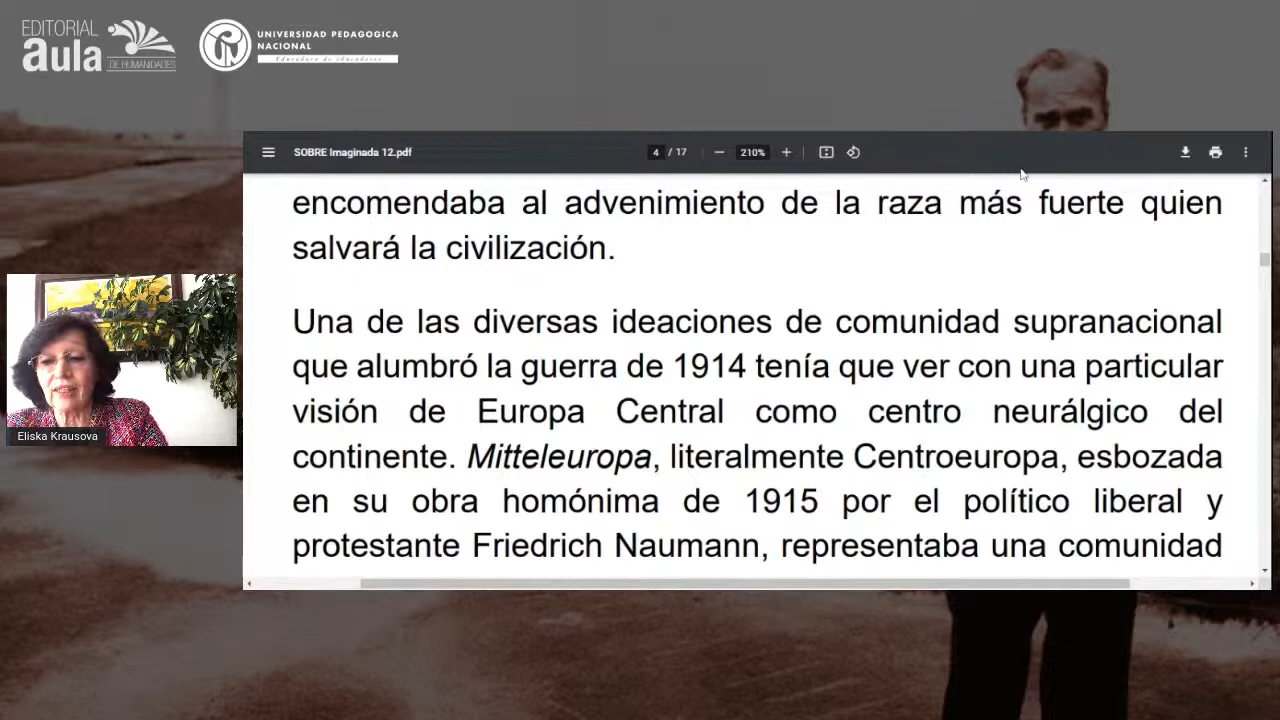 EDITORIAL
aula
DE HUMANIDADES
UNIVERSIDAD PEDAGOGICA
NACIONAL
Educadora de educadores
SOBRE Imaginada 12.pdf
4 / 17
210%
encomendaba al advenimiento de la raza más fuerte quien
salvará la civilización.
Una de las diversas ideaciones de comunidad supranacional
que alumbró la guerra de 1914 tenía que ver con una particular
visión de Europa Central como centro neurálgico del
continente. Mitteleuropa, literalmente Centroeuropa, esbozada
en su obra homónima de 1915 por el político liberal y
protestante Friedrich Naumann, representaba una comunidad
Eliska Krausova